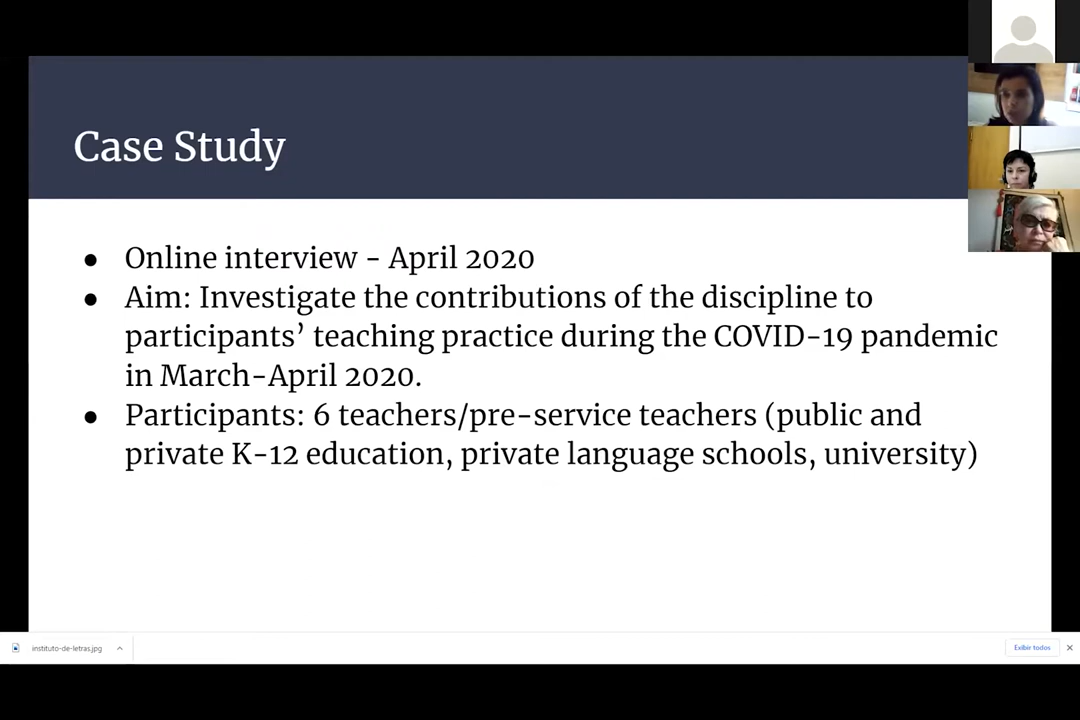 Case Study
● Online interview - April 2020
● Aim: Investigate the contributions of the discipline to
participants’ teaching practice during the COVID-19 pandemic
in March-April 2020.
● Participants: 6 teachers/pre-service teachers (public and
private K-12 education, private language schools, university)
instituto-de-letras.jpg
Exibir todos